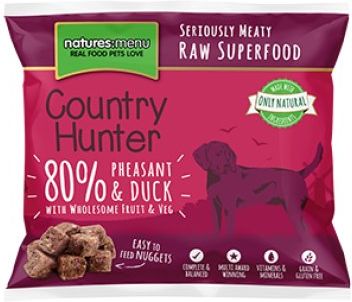 natures:menu
REAL FOOD PETS LOVE
SERIOUSLY MEATY
RAW SUPERFOOD
MADE WITH
ONLY NATURAL
INGREDIENTS
Country
Hunter
80% PHEASANT
& DUCK
WITH WHOLESOME FRUIT & VEG
EASY TO
FEED NUGGETS
COMPLETE &
BALANCED
MULTI AWARD
WINNING
VITAMINS &
MINERALS
GRAIN &
GLUTEN FREE